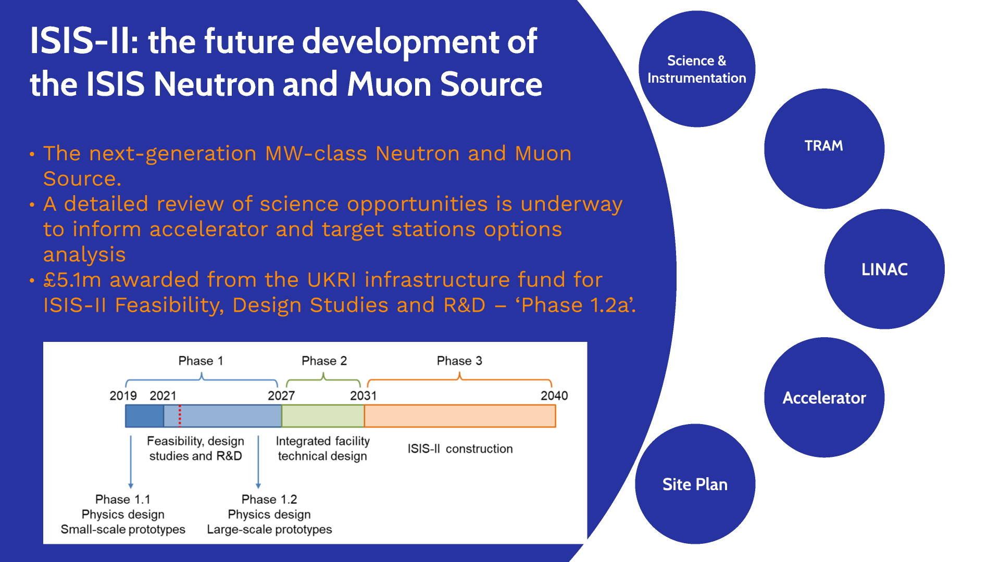 ISIS-II: the future development of
the ISIS Neutron and Muon Source
• The next-generation MW-class Neutron and Muon
Source.
• A detailed review of science opportunities is underway
to inform accelerator and target stations options
analysis
• £5.1m awarded from the UKRI infrastructure fund for
ISIS-II Feasibility, Design Studies and R&D – ‘Phase 1.2a’.
Phase 1 Phase 2 Phase 3
2019 2021 2027 2031 2040
Feasibility, design
studies and R&D
Integrated facility
technical design
ISIS-II construction
Phase 1.1
Physics design
Small-scale prototypes
Phase 1.2
Physics design
Large-scale prototypes
Science &
Instrumentation
TRAM
LINAC
Accelerator
Site Plan